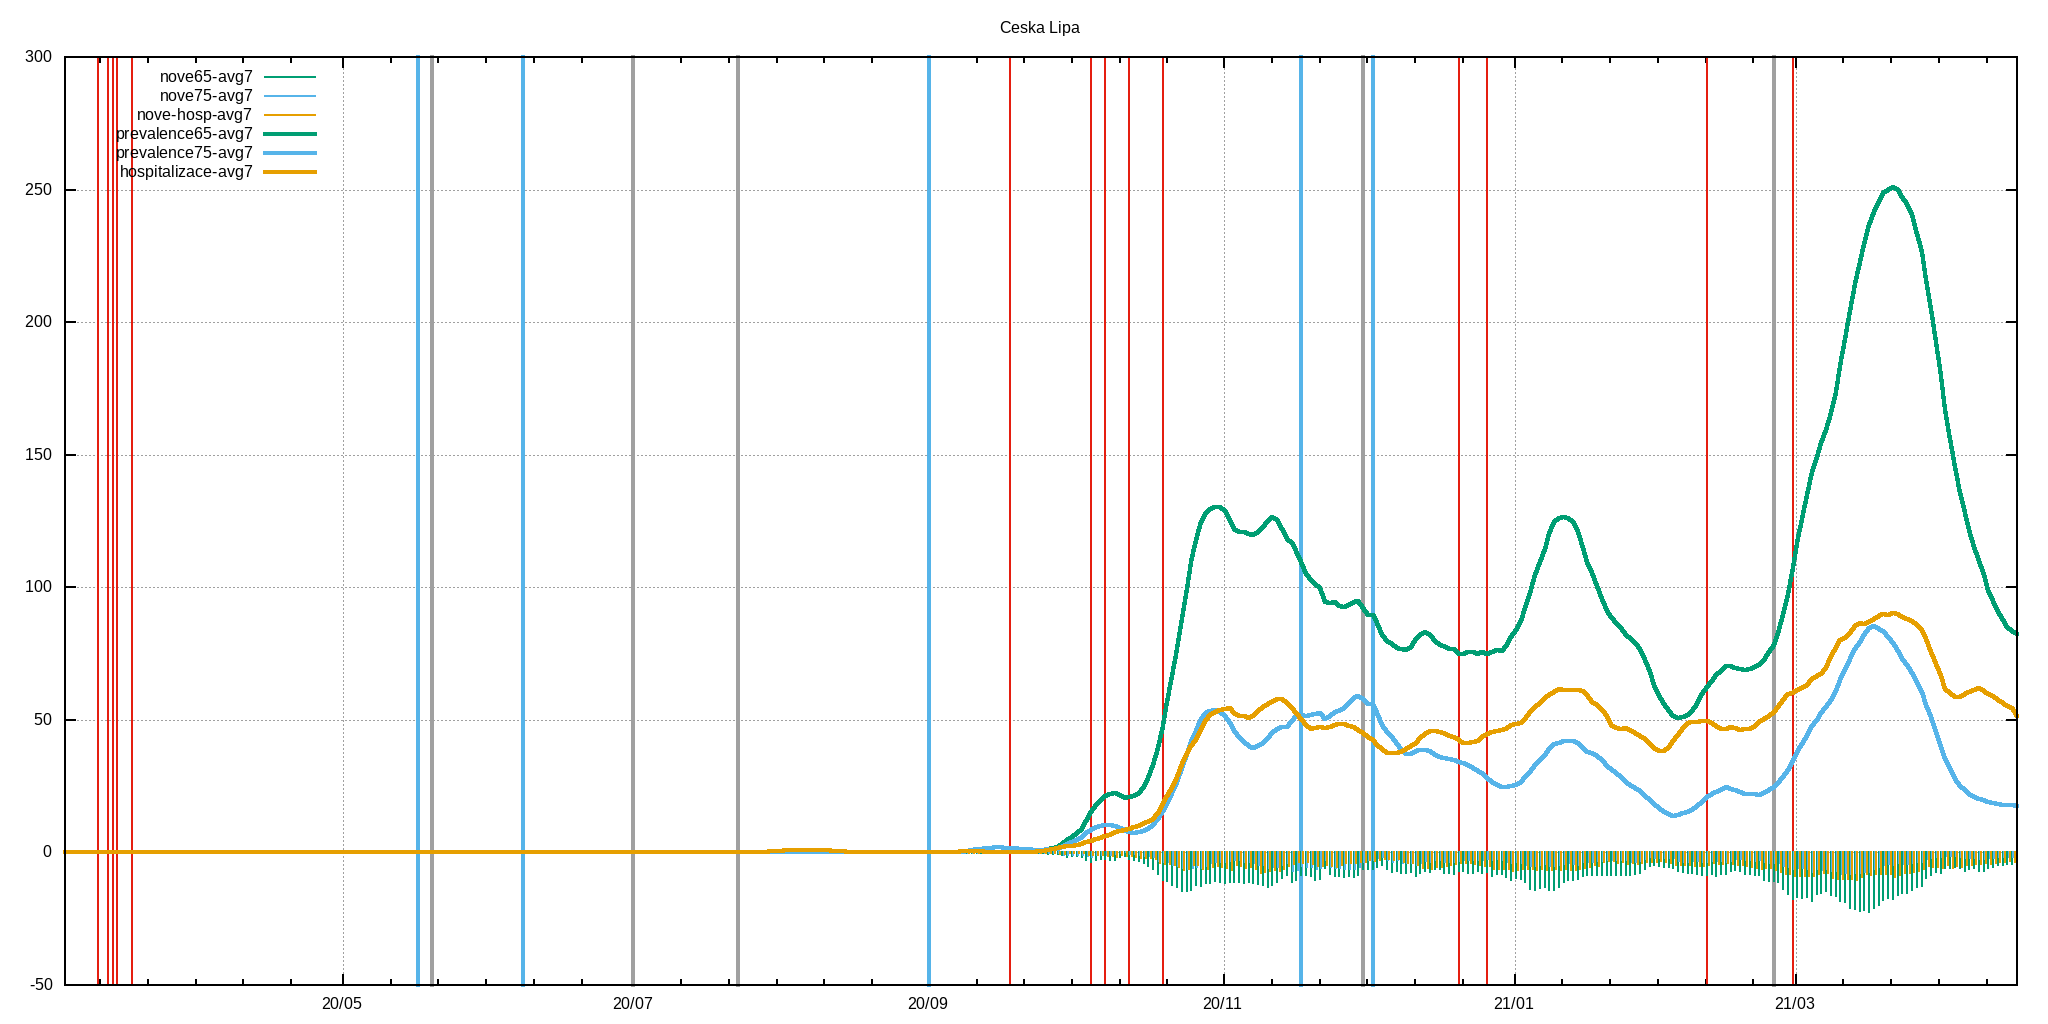 Ceska Lipa
300
nove65-avg7
nove75-avg7
nove-hosp-avg7
prevalence65-avg7
prevalence75-avg7
hospitalizace-avg7
250
200
150
100
50
0
-50
20/05 20/07 20/09 20/11 21/01 21/03